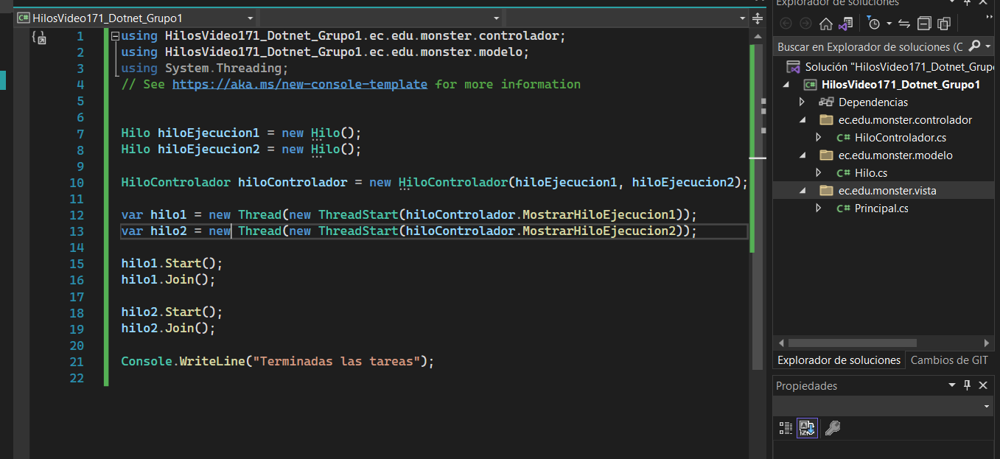 HilosVideo171_Dotnet_Grupo1
1 using HilosVideo171_Dotnet_Grupo1.ec.edu.monster.controlador;
2 using HilosVideo171_Dotnet_Grupo1.ec.edu.monster.modelo;
3 using System.Threading;
4 // See https://aka.ms/new-console-template for more information
5
6
7 Hilo hiloEjecucion1 = new Hilo();
8 Hilo hiloEjecucion2 = new Hilo();
9
10 HiloControlador hiloControlador = new HiloControlador(hiloEjecucion1, hiloEjecucion2);
11
12 var hilo1 = new Thread(new ThreadStart(hiloControlador.MostrarHiloEjecucion1));
13 var hilo2 = new Thread(new ThreadStart(hiloControlador.MostrarHiloEjecucion2));
14
15 hilo1.Start();
16 hilo1.Join();
17
18 hilo2.Start();
19 hilo2.Join();
20
21 Console.WriteLine("Terminadas las tareas");
22
Explorador de soluciones
Buscar en Explorador de soluciones (C
Solución "HilosVideo171_Dotnet_Grupo
C# HilosVideo171_Dotnet_Grupo1
Dependencias
ec.edu.monster.controlador
C# HiloControlador.cs
ec.edu.monster.modelo
C# Hilo.cs
ec.edu.monster.vista
C# Principal.cs
Explorador de soluciones Cambios de GIT
Propiedades